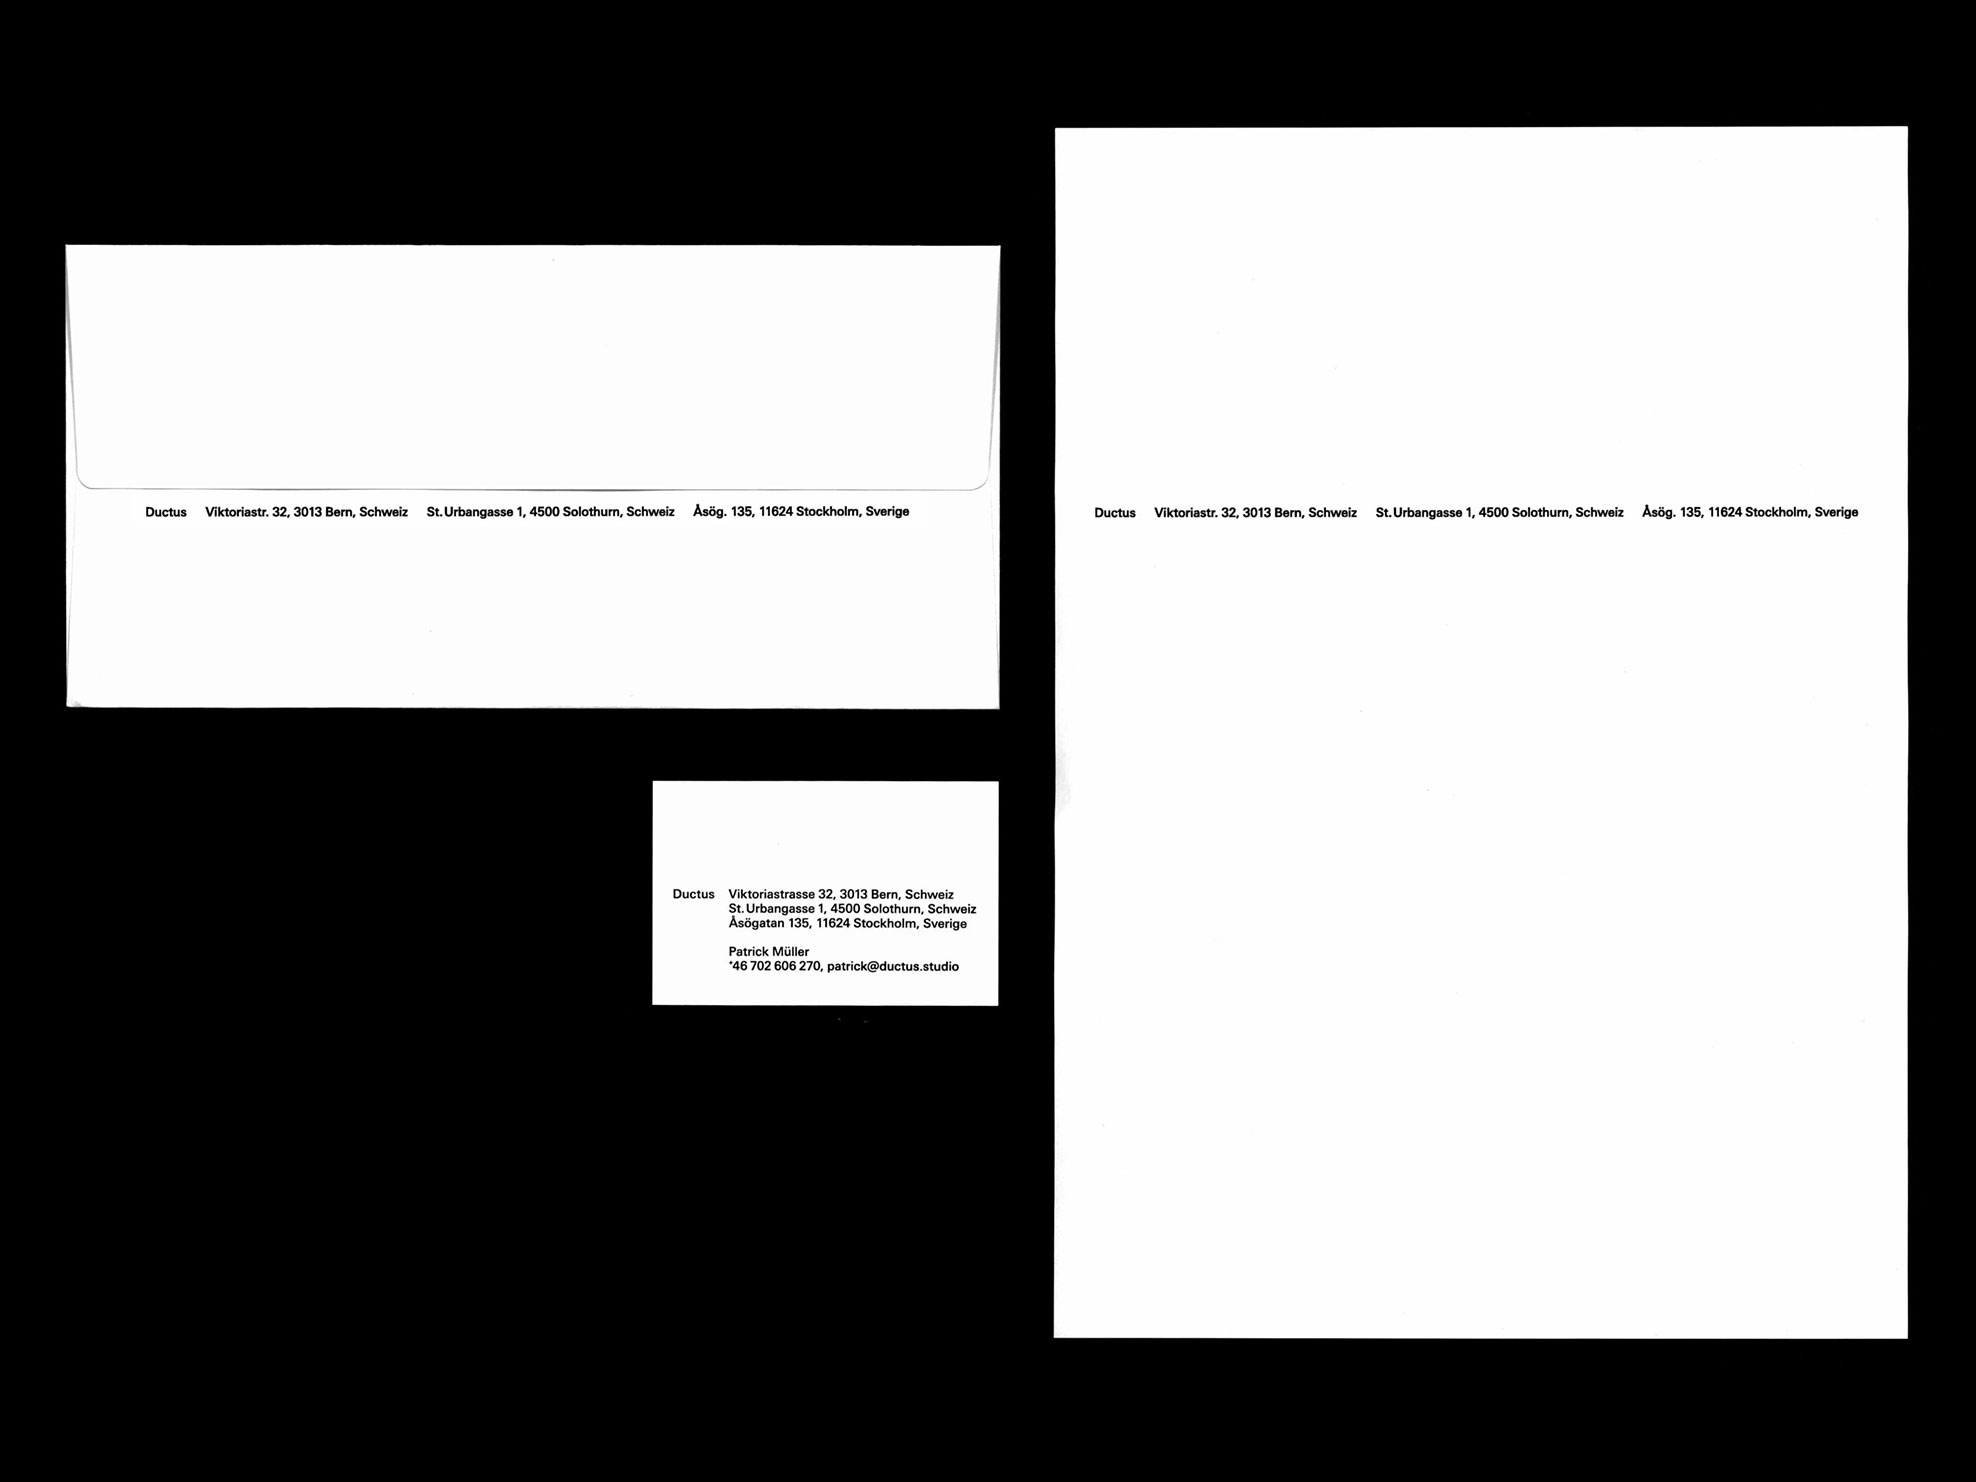 Ductus Viktoriastr. 32, 3013 Bern, Schweiz St. Urbangasse 1, 4500 Solothurn, Schweiz Åsög. 135, 11624 Stockholm, Sverige
Ductus Viktoriastrasse 32, 3013 Bern, Schweiz
St. Urbangasse 1, 4500 Solothurn, Schweiz
Åsögatan 135, 11624 Stockholm, Sverige
Patrick Müller
+46 702 606 270, patrick@ductus.studio
Ductus Viktoriastr. 32, 3013 Bern, Schweiz St. Urbangasse 1, 4500 Solothurn, Schweiz Åsög. 135, 11624 Stockholm, Sverige